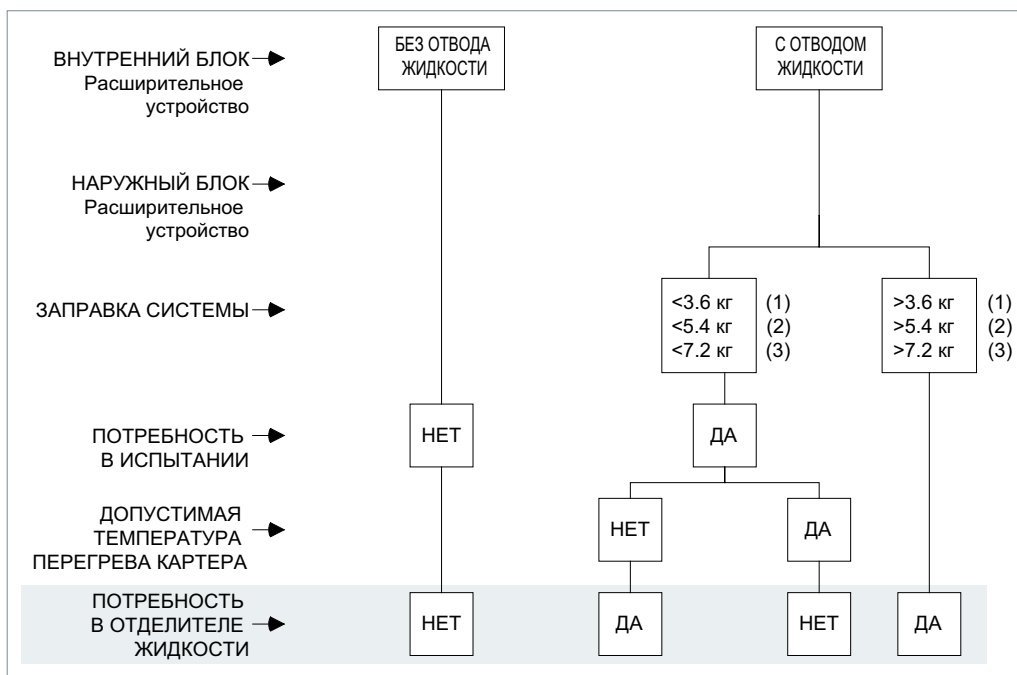 ВНУТРЕННИЙ БЛОК
Расширительное
устройство
БЕЗ ОТВОДА
ЖИДКОСТИ
С ОТВОДОМ
ЖИДКОСТИ
НАРУЖНЫЙ БЛОК
Расширительное
устройство
ЗАПРАВКА СИСТЕМЫ
<3.6 кг (1)
<5.4 кг (2)
<7.2 кг (3)
>3.6 кг (1)
>5.4 кг (2)
>7.2 кг (3)
ПОТРЕБНОСТЬ
В ИСПЫТАНИИ
НЕТ
ДА
ДОПУСТИМАЯ
ТЕМПЕРАТУРА
ПЕРЕГРЕВА КАРТЕРА
НЕТ
ДА
ПОТРЕБНОСТЬ
В ОТДЕЛИТЕЛЕ
ЖИДКОСТИ
НЕТ
ДА
НЕТ
ДА